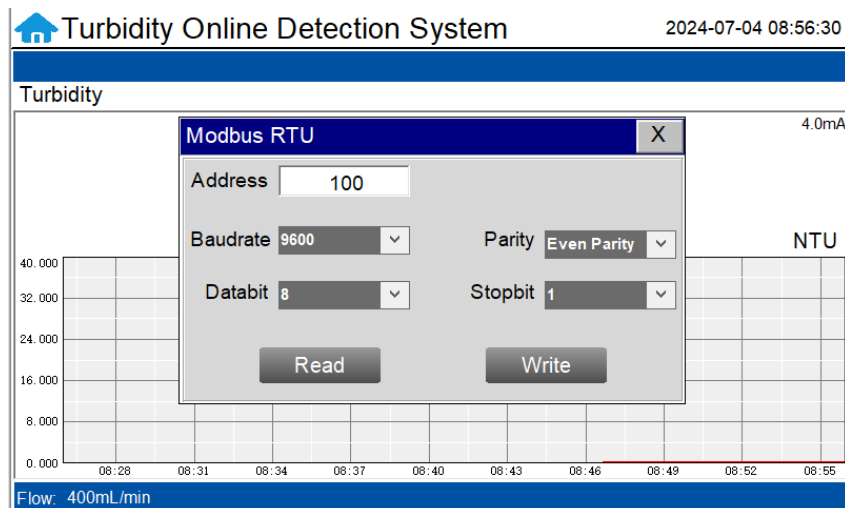 Turbidity Online Detection System 2024-07-04 08:56:30
Turbidity
4.0mA
Modbus RTU X
Address 100
Baudrate 9600 Parity Even Parity
NTU
Databit 8 Stopbit 1
Read Write
40.000
32.000
24.000
16.000
8.000
0.000
08:28 08:31 08:34 08:37 08:40 08:43 08:46 08:49 08:52 08:55
Flow: 400mL/min